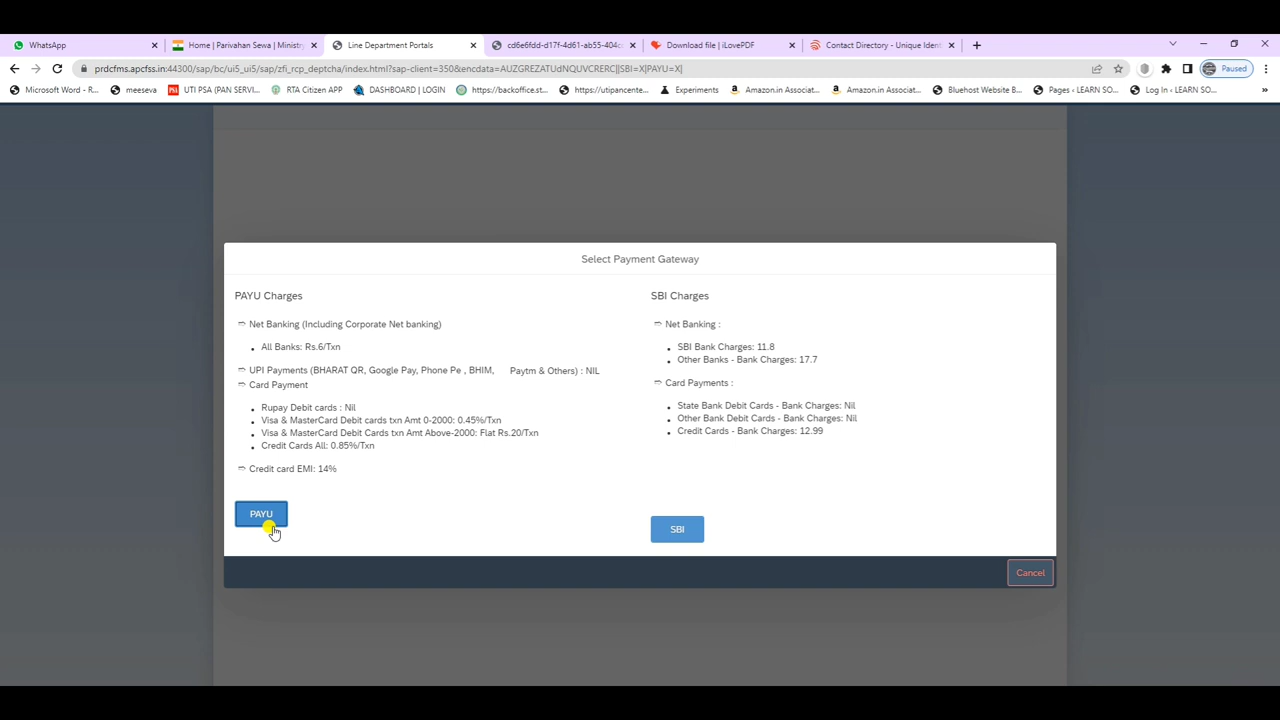 WhatsApp
Home | Parivahan Sewa | Ministry
Line Department Portals
cd6e6fdd-d17f-4d61-ab55-404cc
Download file | iLovePDF
Contact Directory - Unique Ident
prdcfms.apcfss.in:44300/sap/bc/ui5_ui5/sap/zfi_rcp_deptcha/index.html?sap-client=350&encdata=AUZGREZATUdNQUVCRERC||SBI=X|PAYU=X|
Paused
Microsoft Word - R...
meeseva
UTI PSA (PAN SERVI...
RTA Citizen APP
DASHBOARD | LOGIN
https://backoffice.st...
https://utipancente...
Experiments
Amazon.in Associat...
Amazon.in Associat...
Bluehost Website B...
Pages ‹ LEARN SO...
Log In ‹ LEARN SO...
Select Payment Gateway
PAYU Charges
Net Banking (Including Corporate Net banking)
All Banks: Rs.6/Txn
UPI Payments (BHARAT QR, Google Pay, Phone Pe , BHIM, Paytm & Others) : NIL
Card Payment
Rupay Debit cards : Nil
Visa & MasterCard Debit cards txn Amt 0-2000: 0.45%/Txn
Visa & MasterCard Debit Cards txn Amt Above-2000: Flat Rs.20/Txn
Credit Cards All: 0.85%/Txn
Credit card EMI: 14%
PAYU
SBI Charges
Net Banking :
SBI Bank Charges: 11.8
Other Banks - Bank Charges: 17.7
Card Payments :
State Bank Debit Cards - Bank Charges: Nil
Other Bank Debit Cards - Bank Charges: Nil
Credit Cards - Bank Charges: 12.99
SBI
Cancel